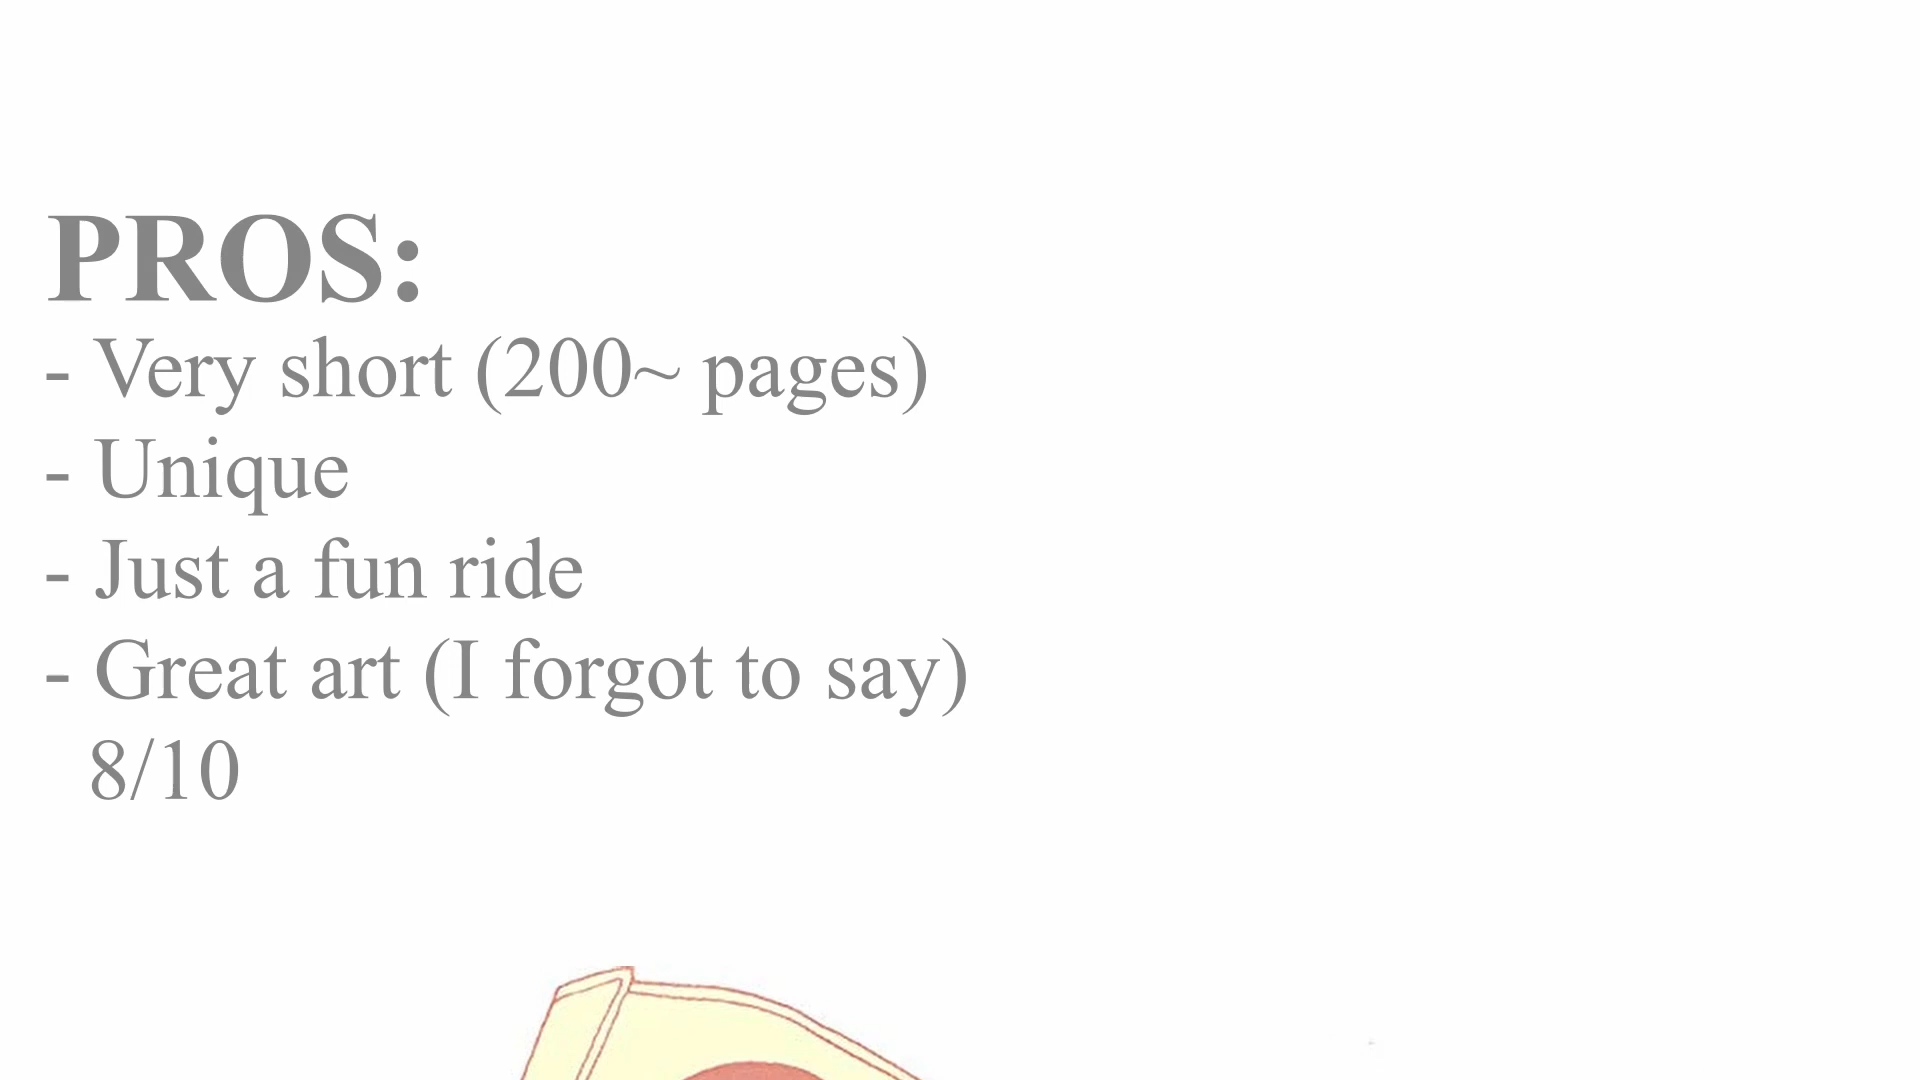 PROS:
- Very short (200~ pages)
- Unique
- Just a fun ride
- Great art (I forgot to say)
8/10